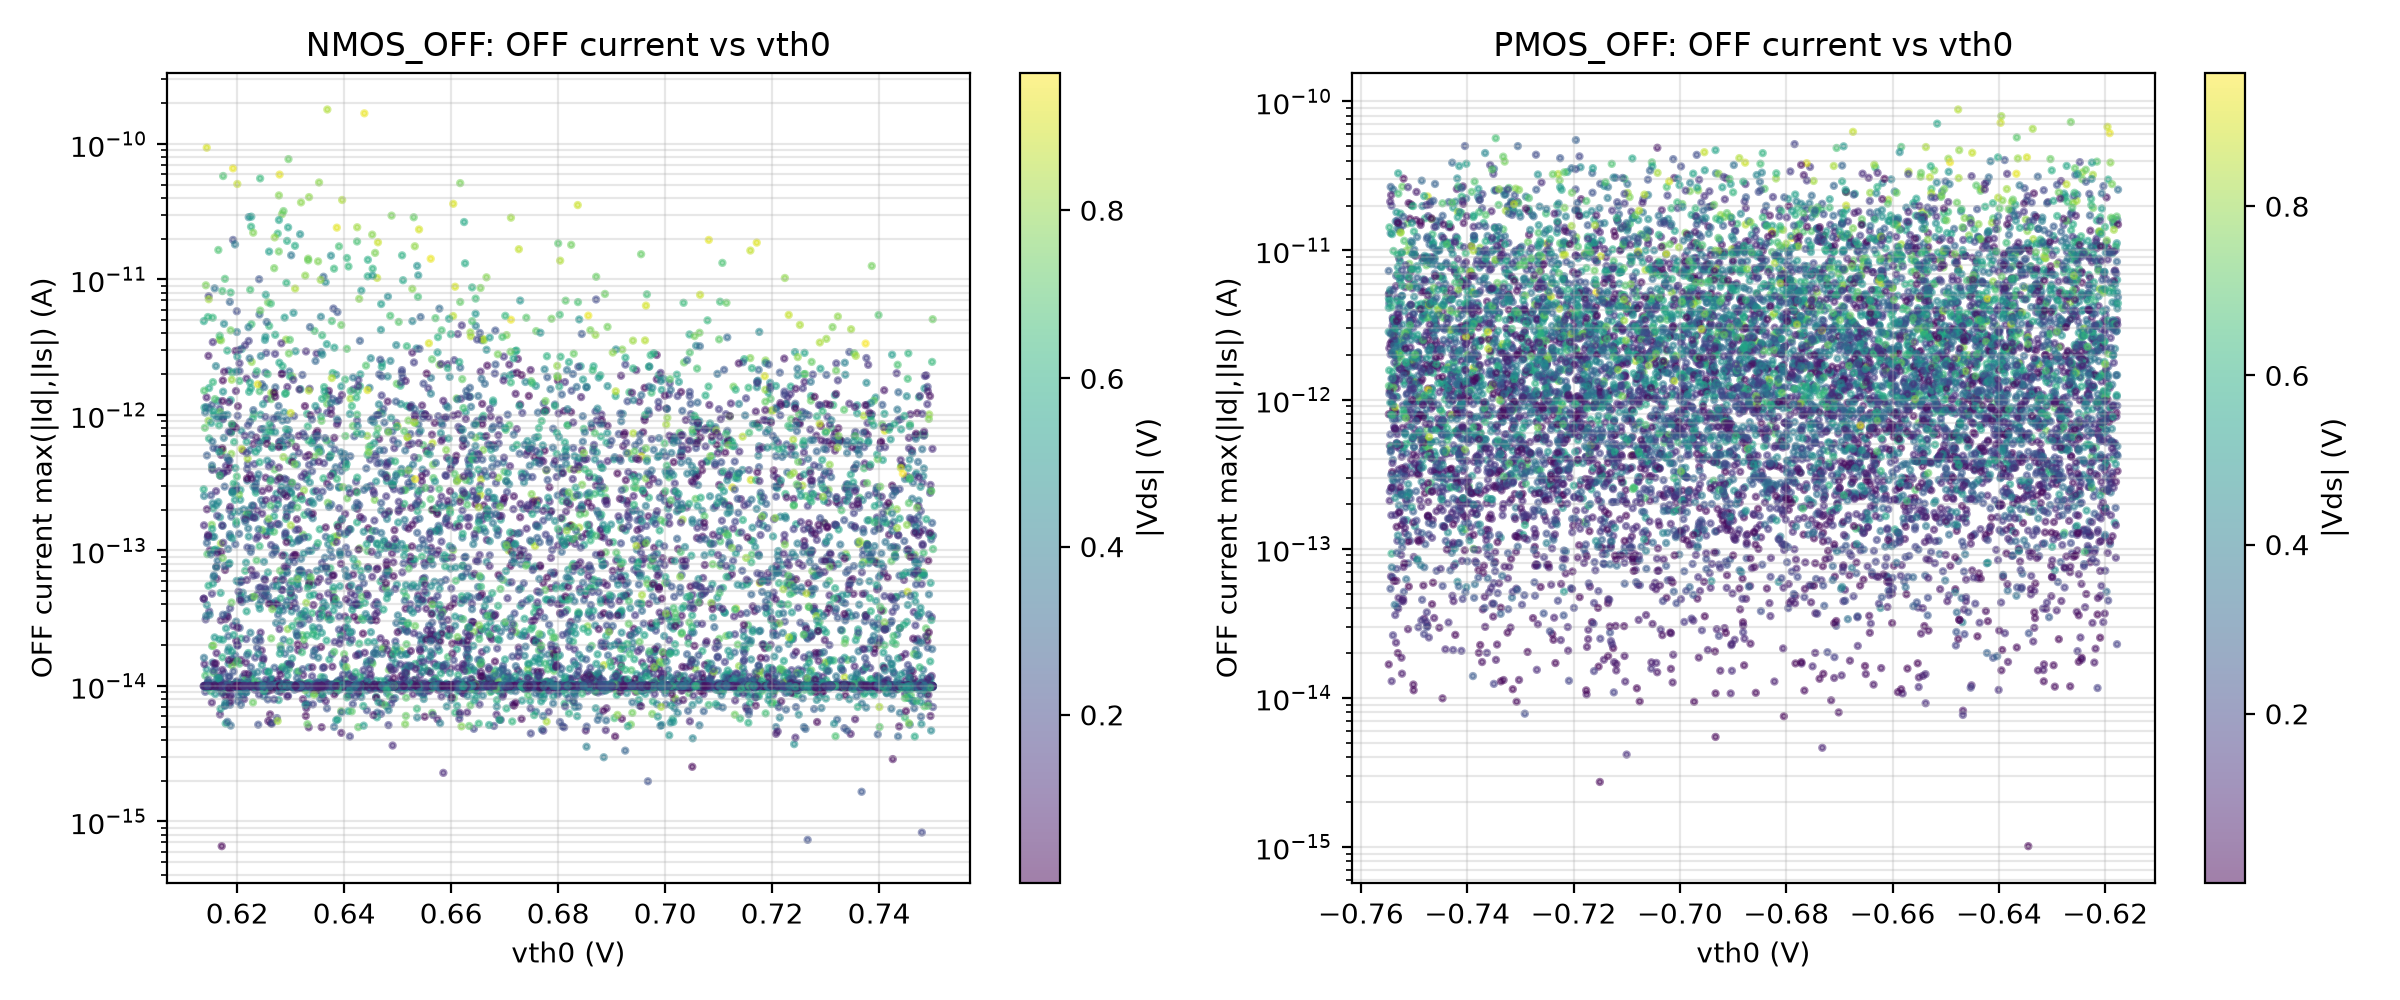 NMOS_OFF: OFF current vs vth0
OFF current max(|Id|,|Is|) (A)
10⁻¹⁰
10⁻¹¹
10⁻¹²
10⁻¹³
10⁻¹⁴
10⁻¹⁵
0.62 0.64 0.66 0.68 0.70 0.72 0.74
vth0 (V)
0.8
0.6
0.4
0.2
|Vds| (V)
PMOS_OFF: OFF current vs vth0
OFF current max(|Id|,|Is|) (A)
10⁻¹⁰
10⁻¹¹
10⁻¹²
10⁻¹³
10⁻¹⁴
10⁻¹⁵
−0.76 −0.74 −0.72 −0.70 −0.68 −0.66 −0.64 −0.62
vth0 (V)
0.8
0.6
0.4
0.2
|Vds| (V)